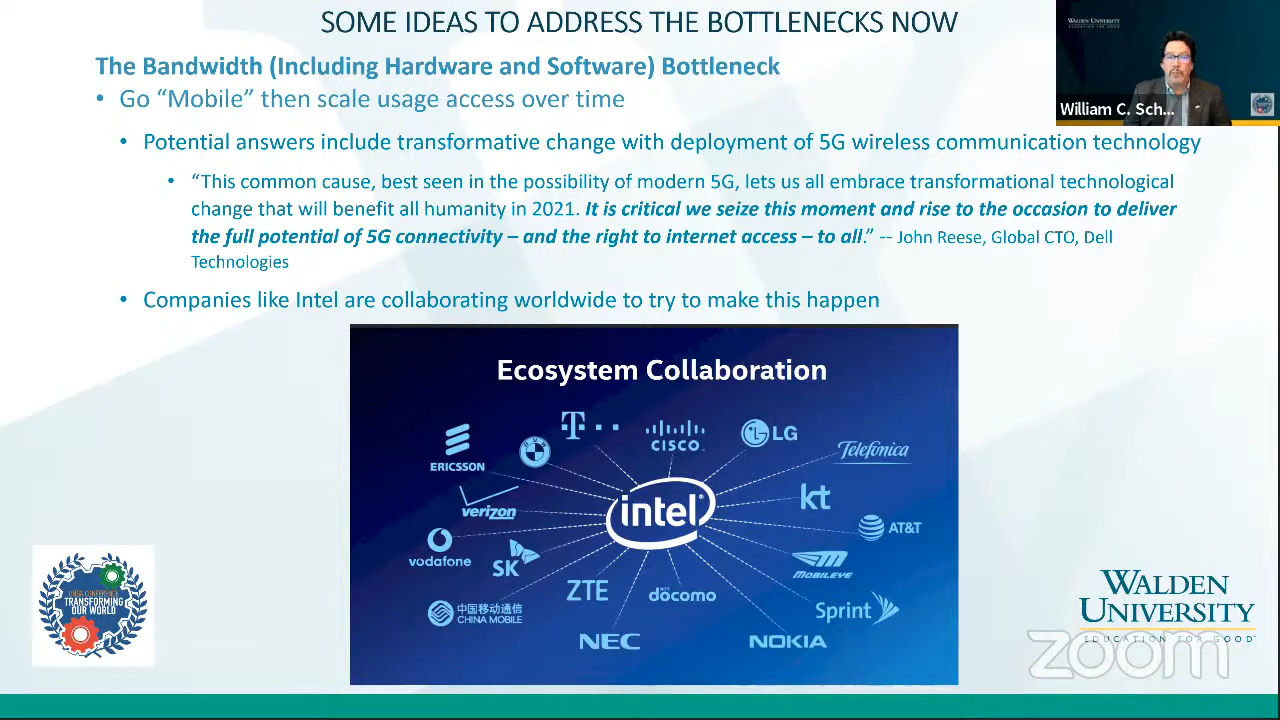 SOME IDEAS TO ADDRESS THE BOTTLENECKS NOW
WALDEN UNIVERSITY
William C. Sch...
The Bandwidth (Including Hardware and Software) Bottleneck
• Go “Mobile” then scale usage access over time
• Potential answers include transformative change with deployment of 5G wireless communication technology
• “This common cause, best seen in the possibility of modern 5G, lets us all embrace transformational technological
change that will benefit all humanity in 2021. It is critical we seize this moment and rise to the occasion to deliver
the full potential of 5G connectivity – and the right to internet access – to all.” -- John Reese, Global CTO, Dell
Technologies
• Companies like Intel are collaborating worldwide to try to make this happen
Ecosystem Collaboration
ERICSSON
BMW
T
CISCO
LG
Telefonica
verizon
intel
kt
AT&T
vodafone
SK
MOBILEYE
ZTE
NTT
docomo
Sprint
中国移动通信
CHINA MOBILE
NEC
NOKIA
UNGA CONFERENCE
TRANSFORMING
OUR WORLD
WALDEN
UNIVERSITY
EDUCATION FOR GOOD
zoom